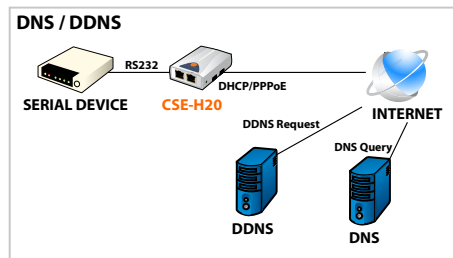 DNS / DDNS
RS232
DHCP/PPPoE
SERIAL DEVICE
CSE-H20
INTERNET
DDNS Request
DNS Query
DDNS
DNS